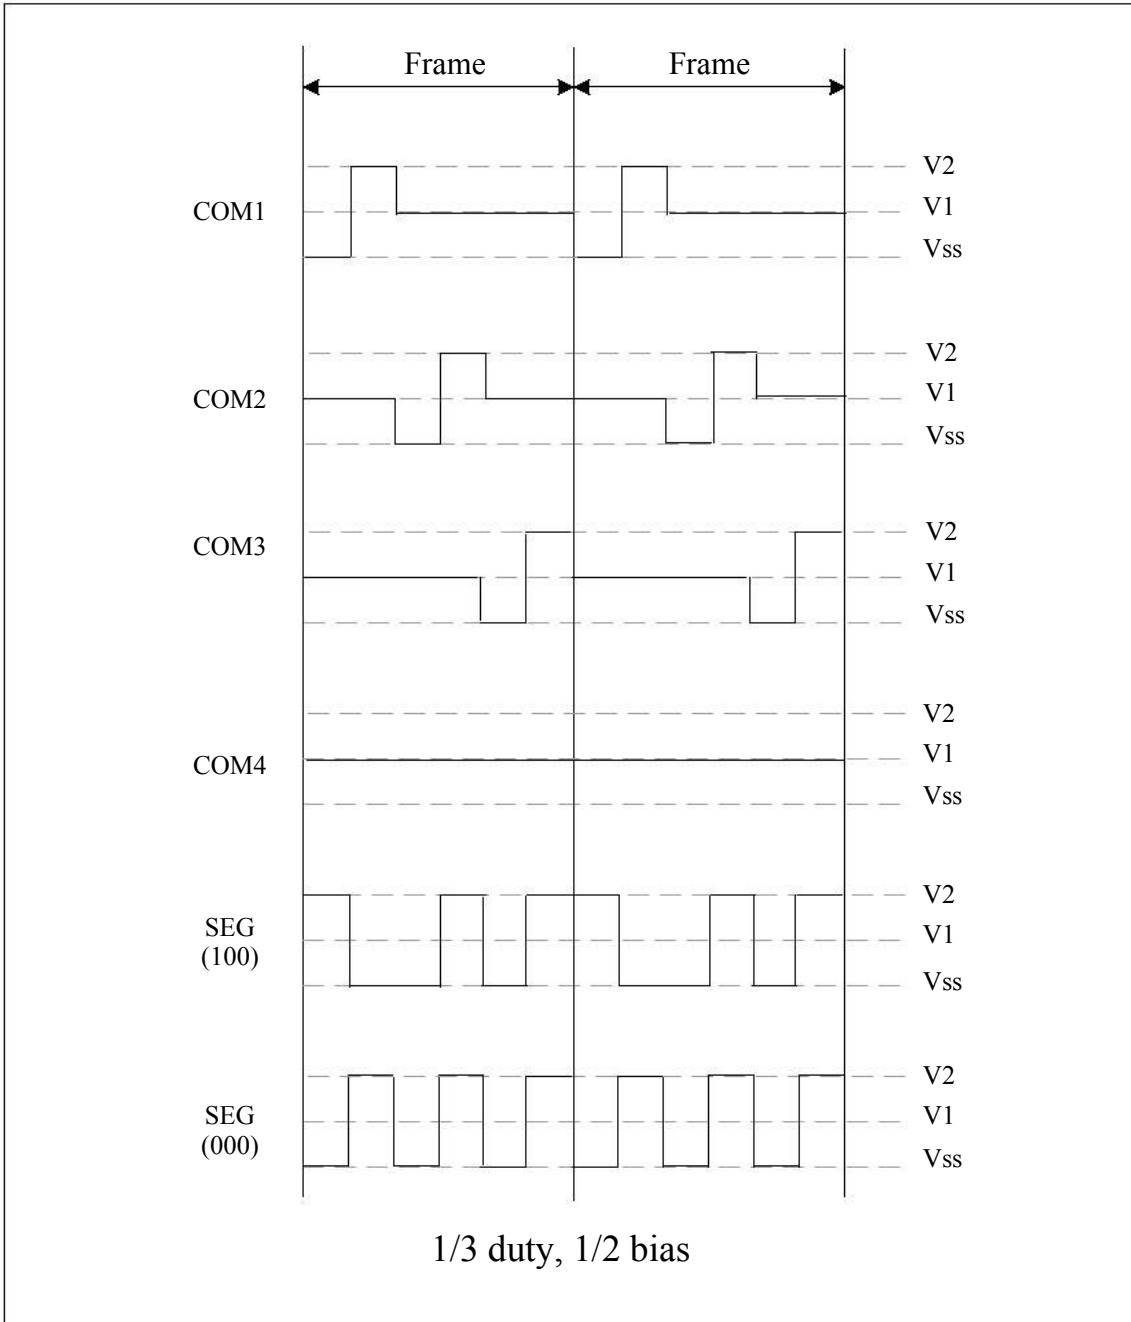 Frame Frame
V2
COM1 V1
Vss
V2
COM2 V1
Vss
V2
COM3
V1
Vss
V2
V1
COM4
Vss
V2
SEG
(100)
V1
Vss
V2
SEG
(000)
V1
Vss
1/3 duty, 1/2 bias